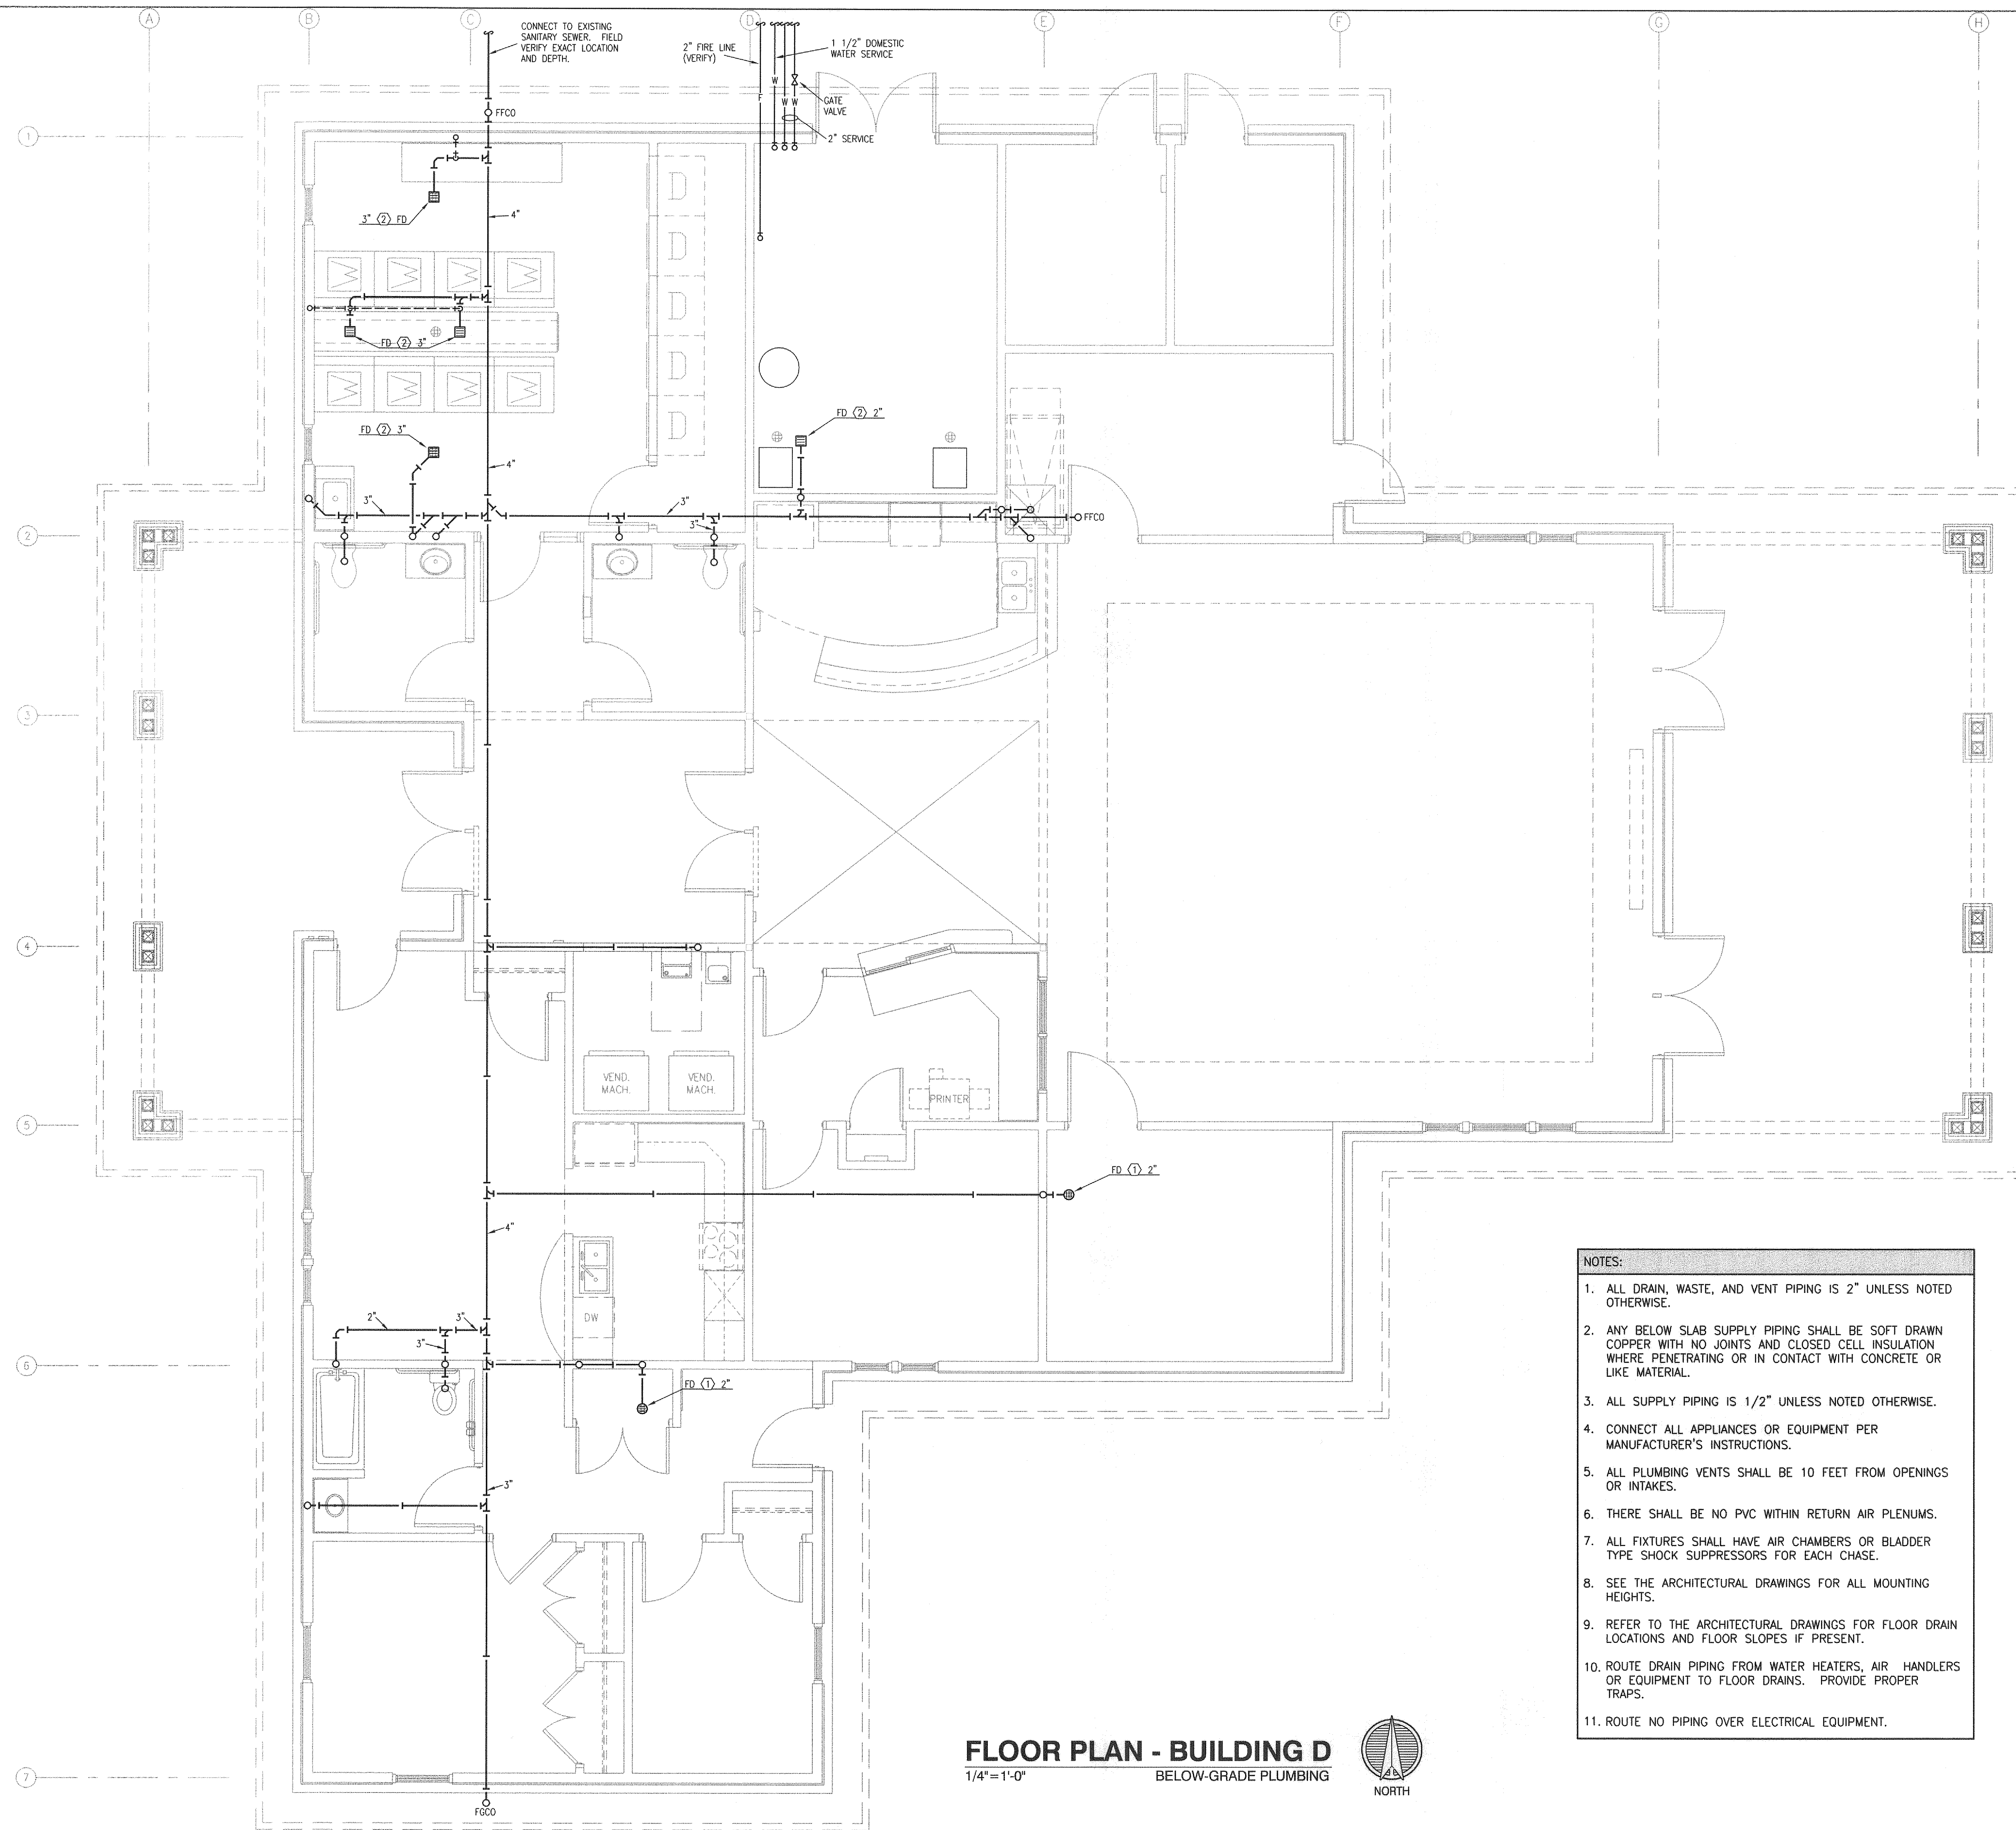 A
B
C
D
E
F
G
H
CONNECT TO EXISTING
SANITARY SEWER. FIELD
VERIFY EXACT LOCATION
AND DEPTH.
2" FIRE LINE
(VERIFY)
1 1/2" DOMESTIC
WATER SERVICE
W
F
W W
GATE
VALVE
2" SERVICE
FFCO
1
3" 2 FD
4"
FD 2 3"
FD 2 3"
FD 2 2"
4"
3"
3"
3"
FFCO
2
3
4
VEND.
MACH.
VEND.
MACH.
PRINTER
5
FD 1 2"
4"
DW
2"
3"
3"
6
FD 1 2"
3"
7
FGCO
NOTES:
1. ALL DRAIN, WASTE, AND VENT PIPING IS 2" UNLESS NOTED
OTHERWISE.
2. ANY BELOW SLAB SUPPLY PIPING SHALL BE SOFT DRAWN
COPPER WITH NO JOINTS AND CLOSED CELL INSULATION
WHERE PENETRATING OR IN CONTACT WITH CONCRETE OR
LIKE MATERIAL.
3. ALL SUPPLY PIPING IS 1/2" UNLESS NOTED OTHERWISE.
4. CONNECT ALL APPLIANCES OR EQUIPMENT PER
MANUFACTURER'S INSTRUCTIONS.
5. ALL PLUMBING VENTS SHALL BE 10 FEET FROM OPENINGS
OR INTAKES.
6. THERE SHALL BE NO PVC WITHIN RETURN AIR PLENUMS.
7. ALL FIXTURES SHALL HAVE AIR CHAMBERS OR BLADDER
TYPE SHOCK SUPPRESSORS FOR EACH CHASE.
8. SEE THE ARCHITECTURAL DRAWINGS FOR ALL MOUNTING
HEIGHTS.
9. REFER TO THE ARCHITECTURAL DRAWINGS FOR FLOOR DRAIN
LOCATIONS AND FLOOR SLOPES IF PRESENT.
10. ROUTE DRAIN PIPING FROM WATER HEATERS, AIR HANDLERS
OR EQUIPMENT TO FLOOR DRAINS. PROVIDE PROPER
TRAPS.
11. ROUTE NO PIPING OVER ELECTRICAL EQUIPMENT.
FLOOR PLAN - BUILDING D
1/4"=1'-0"
BELOW-GRADE PLUMBING
NORTH